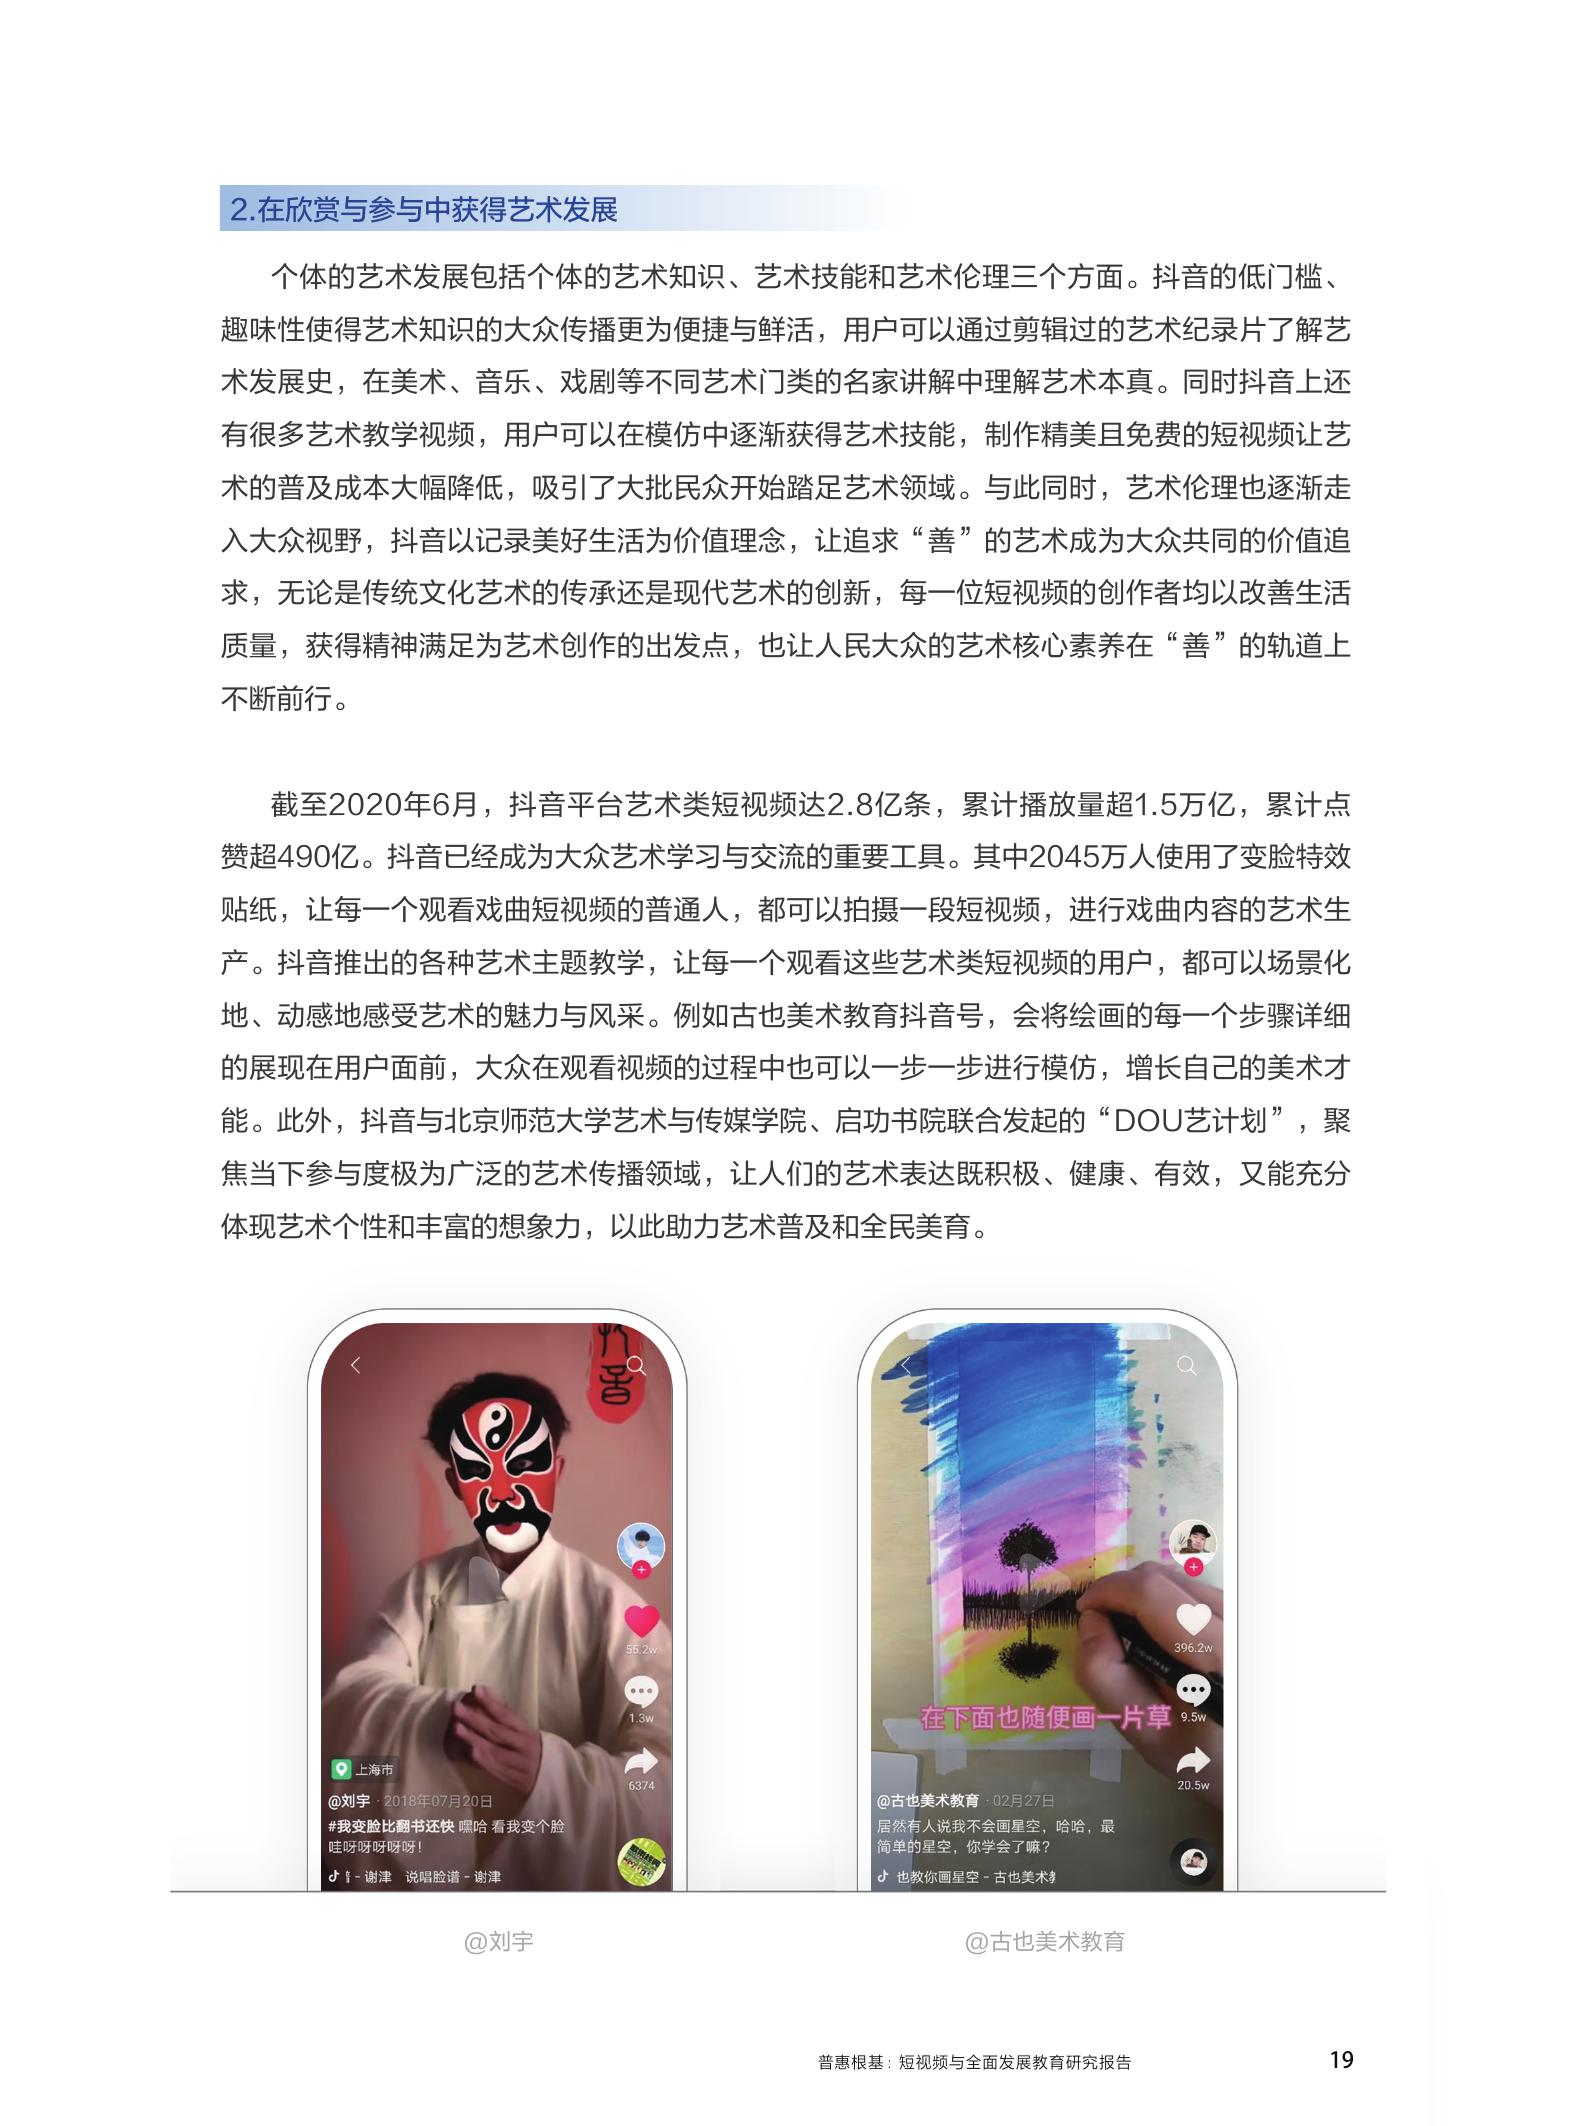 2.在欣赏与参与中获得艺术发展
个体的艺术发展包括个体的艺术知识、艺术技能和艺术伦理三个方面。抖音的低门槛、
趣味性使得艺术知识的大众传播更为便捷与鲜活，用户可以通过剪辑过的艺术纪录片了解艺
术发展史，在美术、音乐、戏剧等不同艺术门类的名家讲解中理解艺术本真。同时抖音上还
有很多艺术教学视频，用户可以在模仿中逐渐获得艺术技能，制作精美且免费的短视频让艺
术的普及成本大幅降低，吸引了大批民众开始踏足艺术领域。与此同时，艺术伦理也逐渐走
入大众视野，抖音以记录美好生活为价值理念，让追求“善”的艺术成为大众共同的价值追
求，无论是传统文化艺术的传承还是现代艺术的创新，每一位短视频的创作者均以改善生活
质量，获得精神满足为艺术创作的出发点，也让人民大众的艺术核心素养在“善”的轨道上
不断前行。
截至2020年6月，抖音平台艺术类短视频达2.8亿条，累计播放量超1.5万亿，累计点
赞超490亿。抖音已经成为大众艺术学习与交流的重要工具。其中2045万人使用了变脸特效
贴纸，让每一个观看戏曲短视频的普通人，都可以拍摄一段短视频，进行戏曲内容的艺术生
产。抖音推出的各种艺术主题教学，让每一个观看这些艺术类短视频的用户，都可以场景化
地、动感地感受艺术的魅力与风采。例如古也美术教育抖音号，会将绘画的每一个步骤详细
的展现在用户面前，大众在观看视频的过程中也可以一步一步进行模仿，增长自己的美术才
能。此外，抖音与北京师范大学艺术与传媒学院、启功书院联合发起的“DOU艺计划”，聚
焦当下参与度极为广泛的艺术传播领域，让人们的艺术表达既积极、健康、有效，又能充分
体现艺术个性和丰富的想象力，以此助力艺术普及和全民美育。
抖音
55.2w
1.3w
6374
上海市
@刘宇 · 2018年07月20日
#我变脸比翻书还快 嘿哈 看我变个脸
哇呀呀呀呀呀！
- 谢津 说唱脸谱 - 谢津
396.2w
9.5w
20.5w
在下面也随便画一片草
@古也美术教育 · 02月27日
居然有人说我不会画星空，哈哈，最
简单的星空，你学会了嘛？
也教你画星空 - 古也美术
@刘宇
@古也美术教育
普惠根基：短视频与全面发展教育研究报告
19